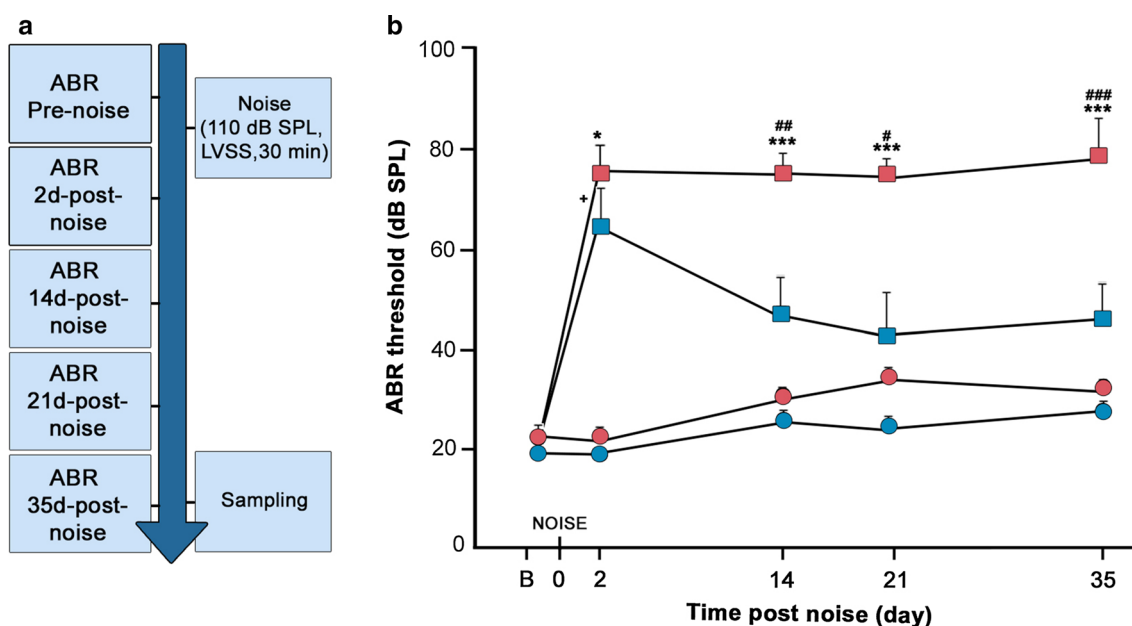 a
ABR
Pre-noise
Noise
(110 dB SPL,
LVSS,30 min)
ABR
2d-post-
noise
ABR
14d-post-
noise
ABR
21d-post-
noise
ABR
35d-post-
noise
Sampling
b
ABR threshold (dB SPL)
100
80
60
40
20
0
*
+
##
***
#
***
###
***
NOISE
B 0 2 14 21 35
Time post noise (day)